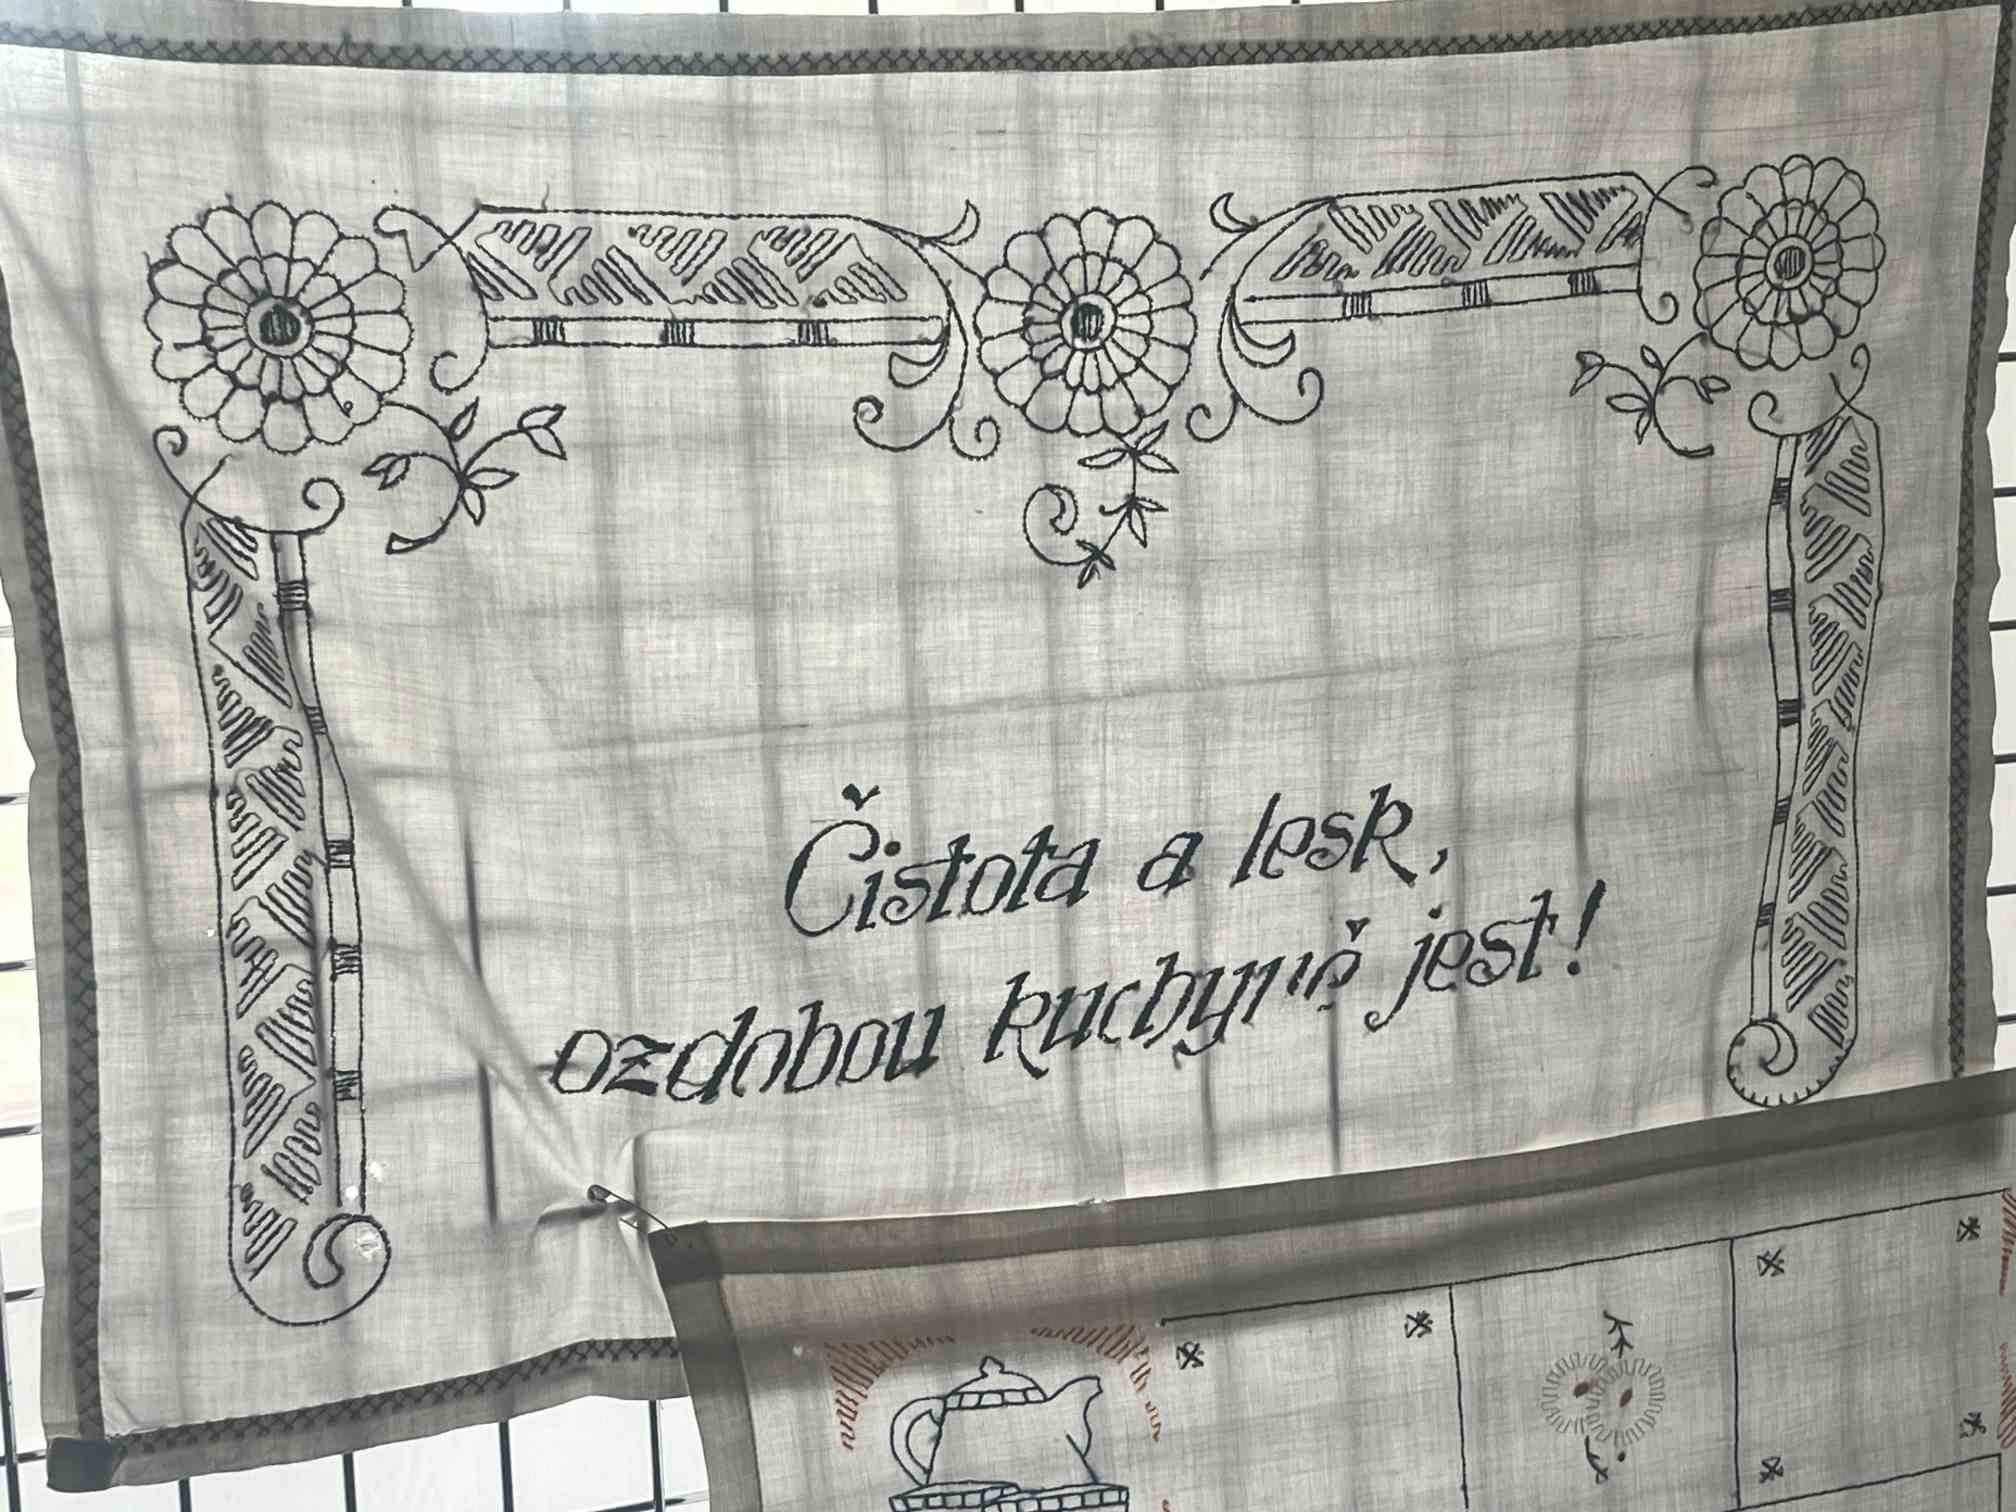 Čistota a lesk,
ozdobou kuchyně jest!